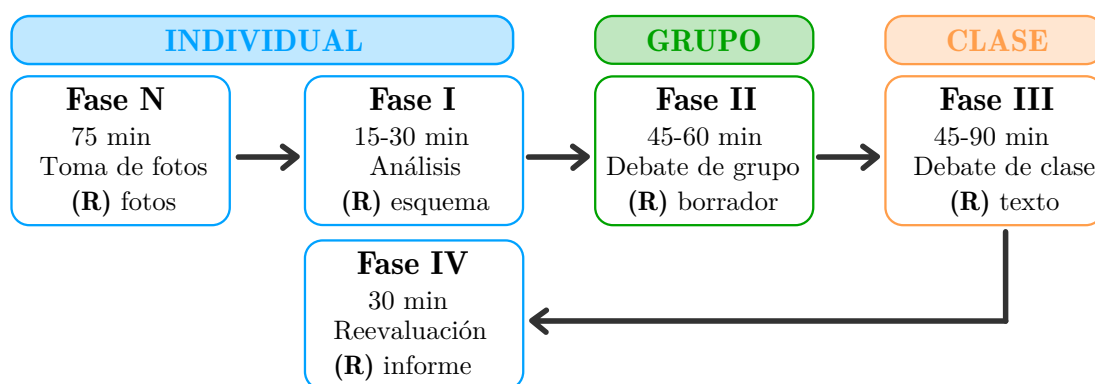 INDIVIDUAL
GRUPO
CLASE
Fase N
75 min
Toma de fotos
(R) fotos
Fase I
15-30 min
Análisis
(R) esquema
Fase II
45-60 min
Debate de grupo
(R) borrador
Fase III
45-90 min
Debate de clase
(R) texto
Fase IV
30 min
Reevaluación
(R) informe